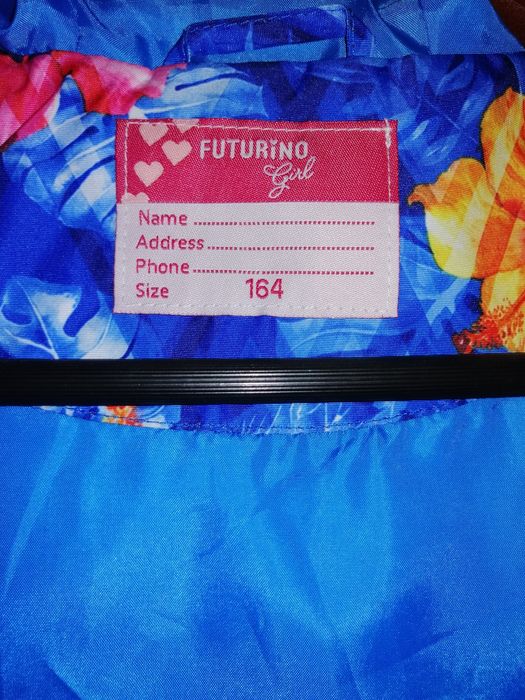 FUTURiNO
Girl
Name..............................
Address..........................
Phone.............................
Size 164